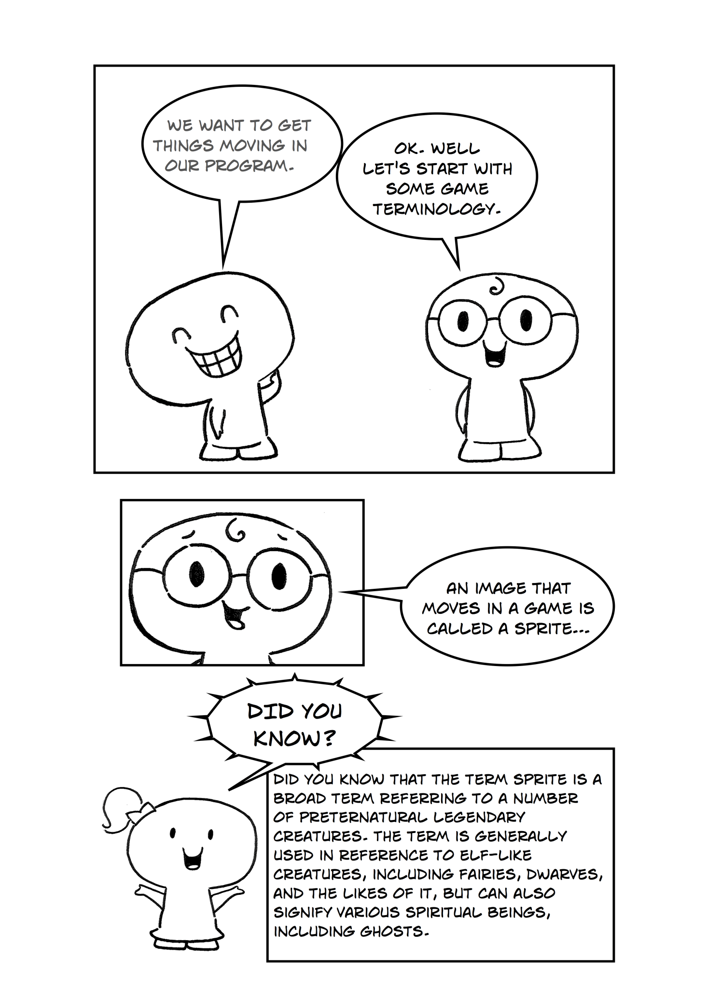 WE WANT TO GET
THINGS MOVING IN
OUR PROGRAM.
OK. WELL
LET'S START WITH
SOME GAME
TERMINOLOGY.
AN IMAGE THAT
MOVES IN A GAME IS
CALLED A SPRITE...
DID YOU
KNOW?
DID YOU KNOW THAT THE TERM SPRITE IS A
BROAD TERM REFERRING TO A NUMBER
OF PRETERNATURAL LEGENDARY
CREATURES. THE TERM IS GENERALLY
USED IN REFERENCE TO ELF-LIKE
CREATURES, INCLUDING FAIRIES, DWARVES,
AND THE LIKES OF IT, BUT CAN ALSO
SIGNIFY VARIOUS SPIRITUAL BEINGS,
INCLUDING GHOSTS.